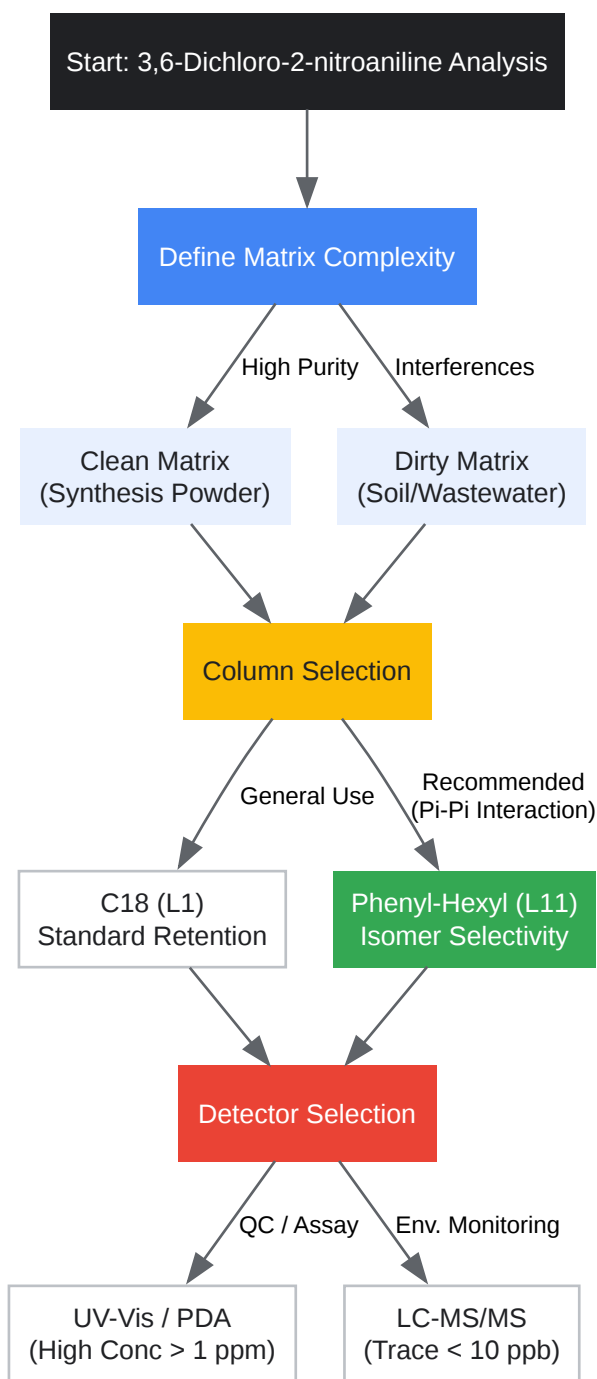 Start: 3,6-Dichloro-2-nitroaniline Analysis
Define Matrix Complexity
High Purity
Interferences
Clean Matrix
(Synthesis Powder)
Dirty Matrix
(Soil/Wastewater)
Column Selection
General Use
Recommended
(Pi-Pi Interaction)
C18 (L1)
Standard Retention
Phenyl-Hexyl (L11)
Isomer Selectivity
Detector Selection
QC / Assay
Env. Monitoring
UV-Vis / PDA
(High Conc > 1 ppm)
LC-MS/MS
(Trace < 10 ppb)